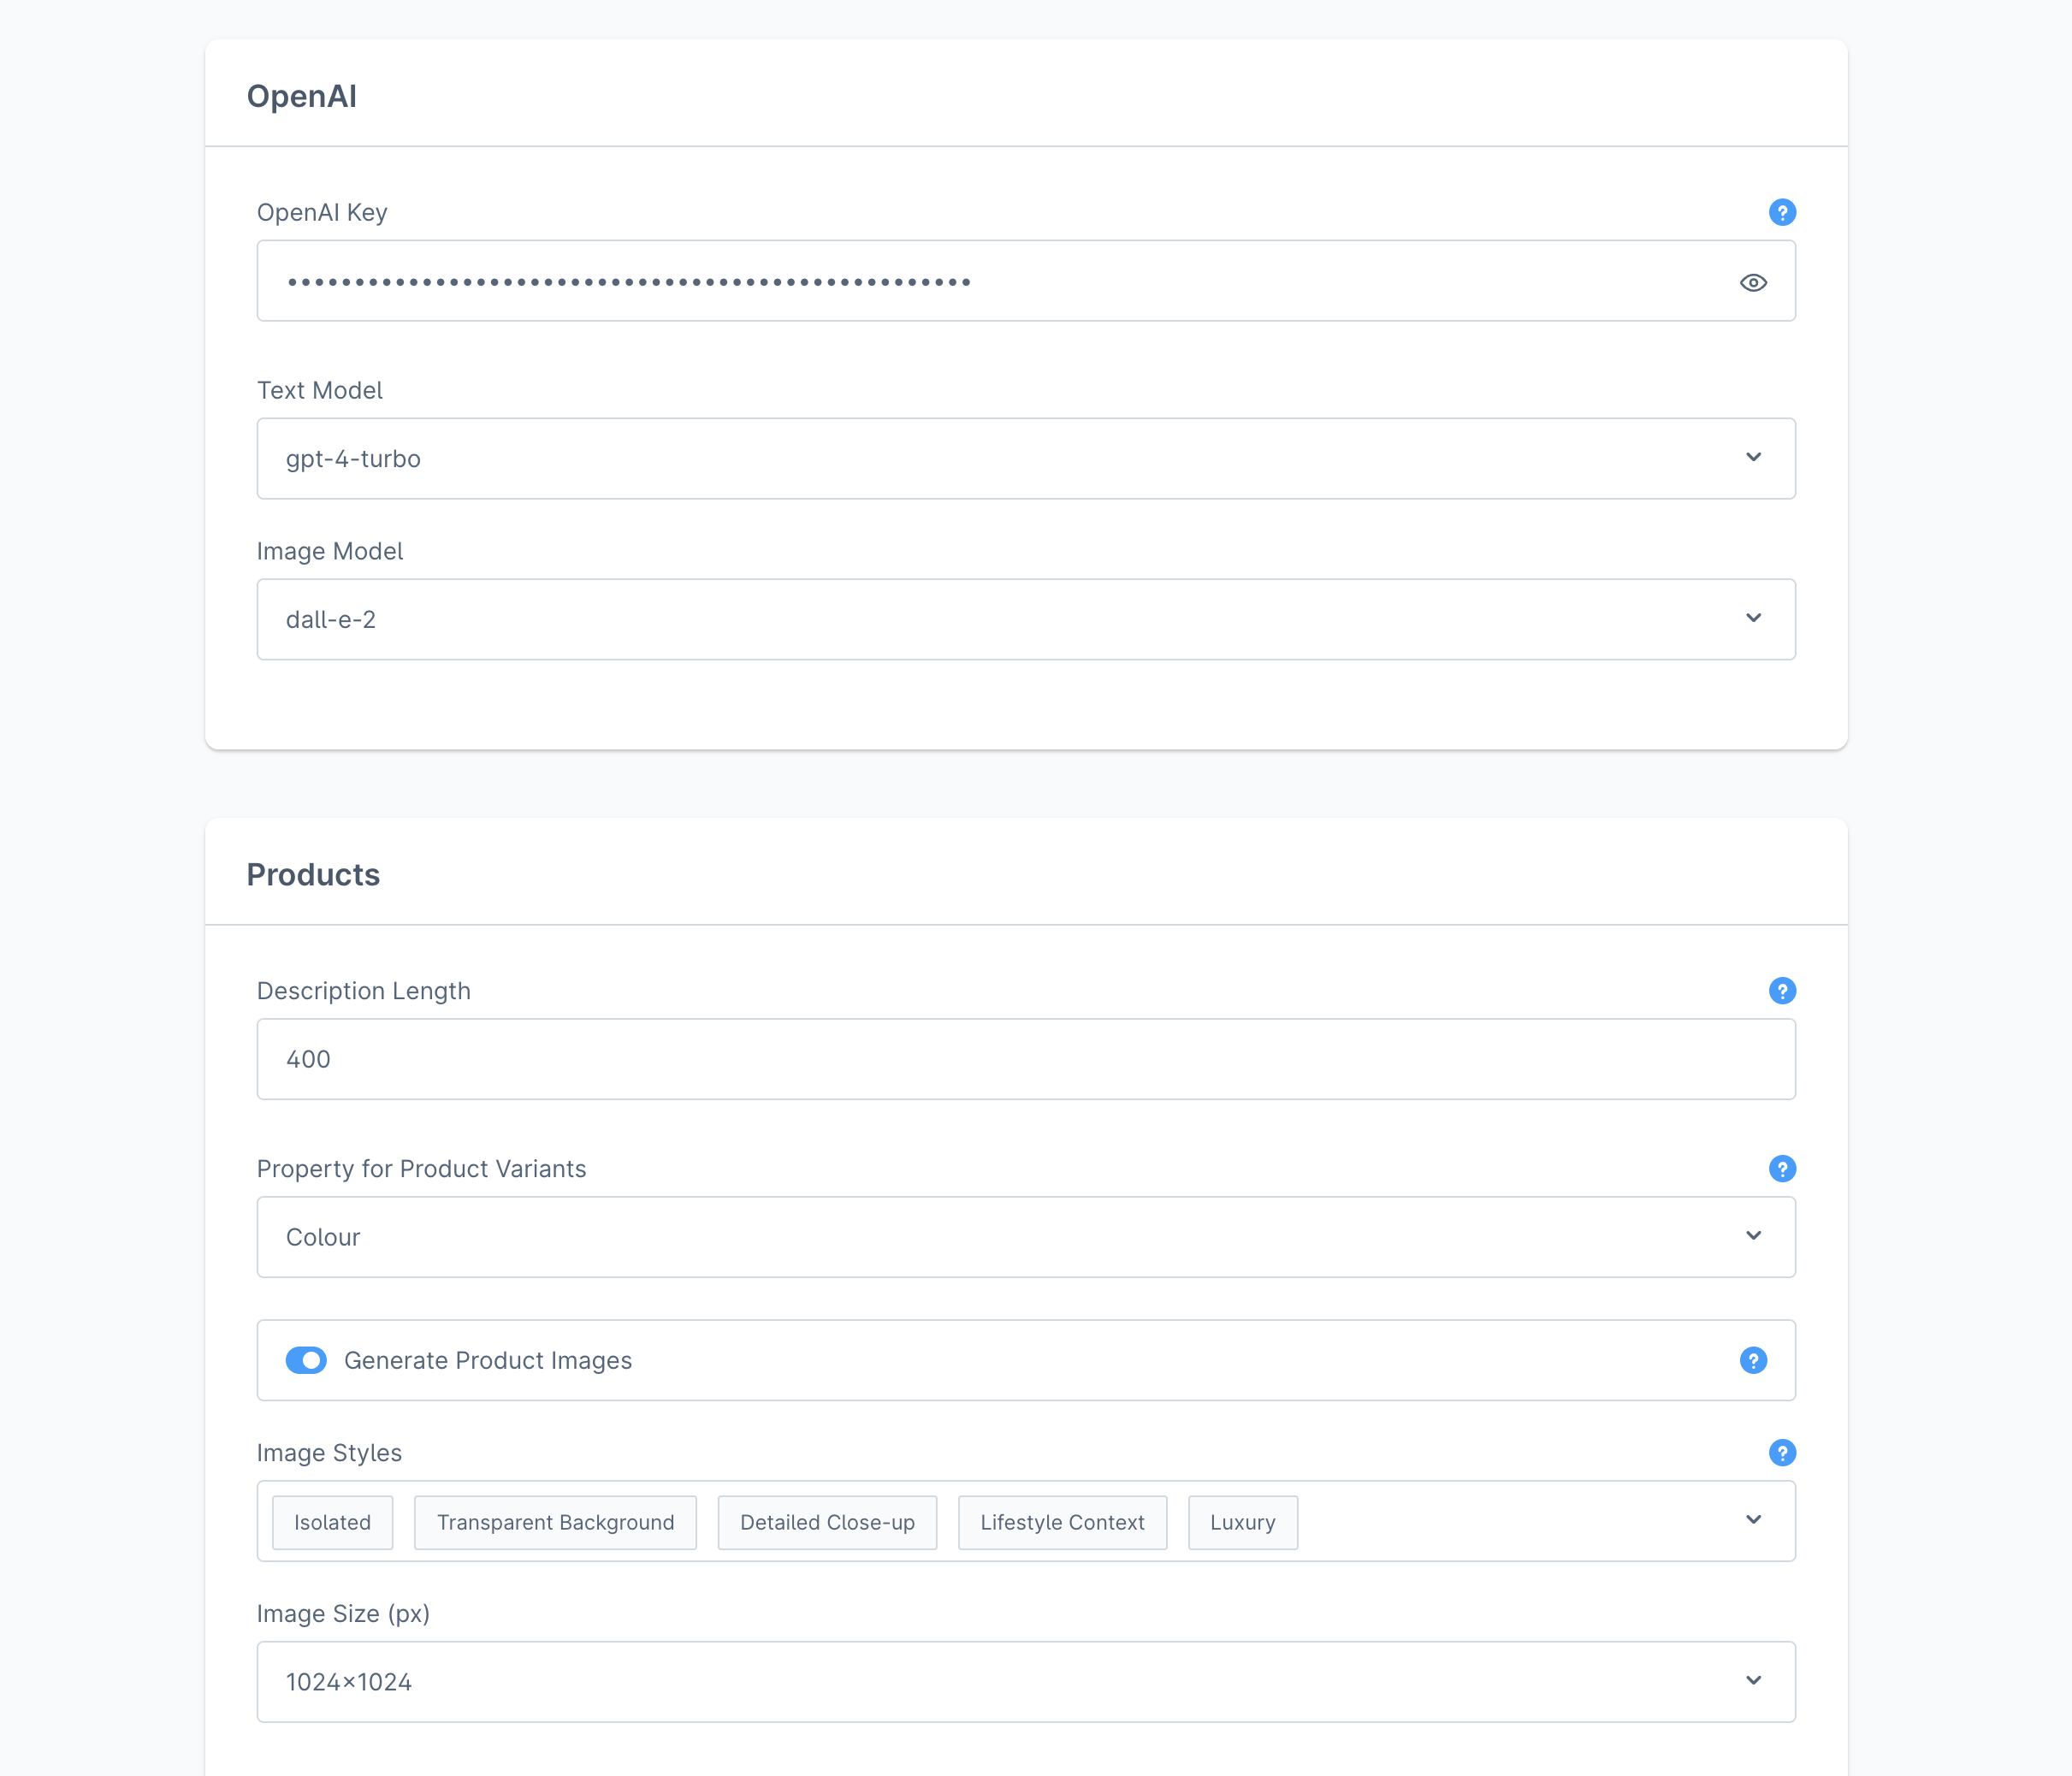 OpenAI
OpenAI Key
?
••••••••••••••••••••••••••••••••••••••••••••••••••• 
Text Model
gpt-4-turbo
Image Model
dall-e-2
Products
Description Length
?
400
Property for Product Variants
?
Colour
Generate Product Images
?
Image Styles
?
Isolated Transparent Background Detailed Close-up Lifestyle Context Luxury
Image Size (px)
1024×1024